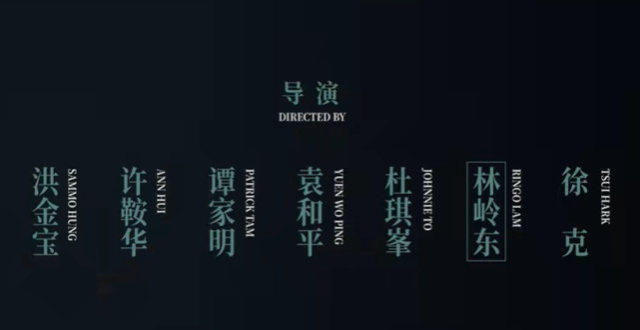 导演
DIRECTED BY
洪金宝
SAMMO HUNG
许鞍华
ANN HUI
谭家明
PATRICK TAM
袁和平
YUEN WO PING
杜琪峯
JOHNNIE TO
林岭东
RINGO LAM
徐克
TSUI HARK